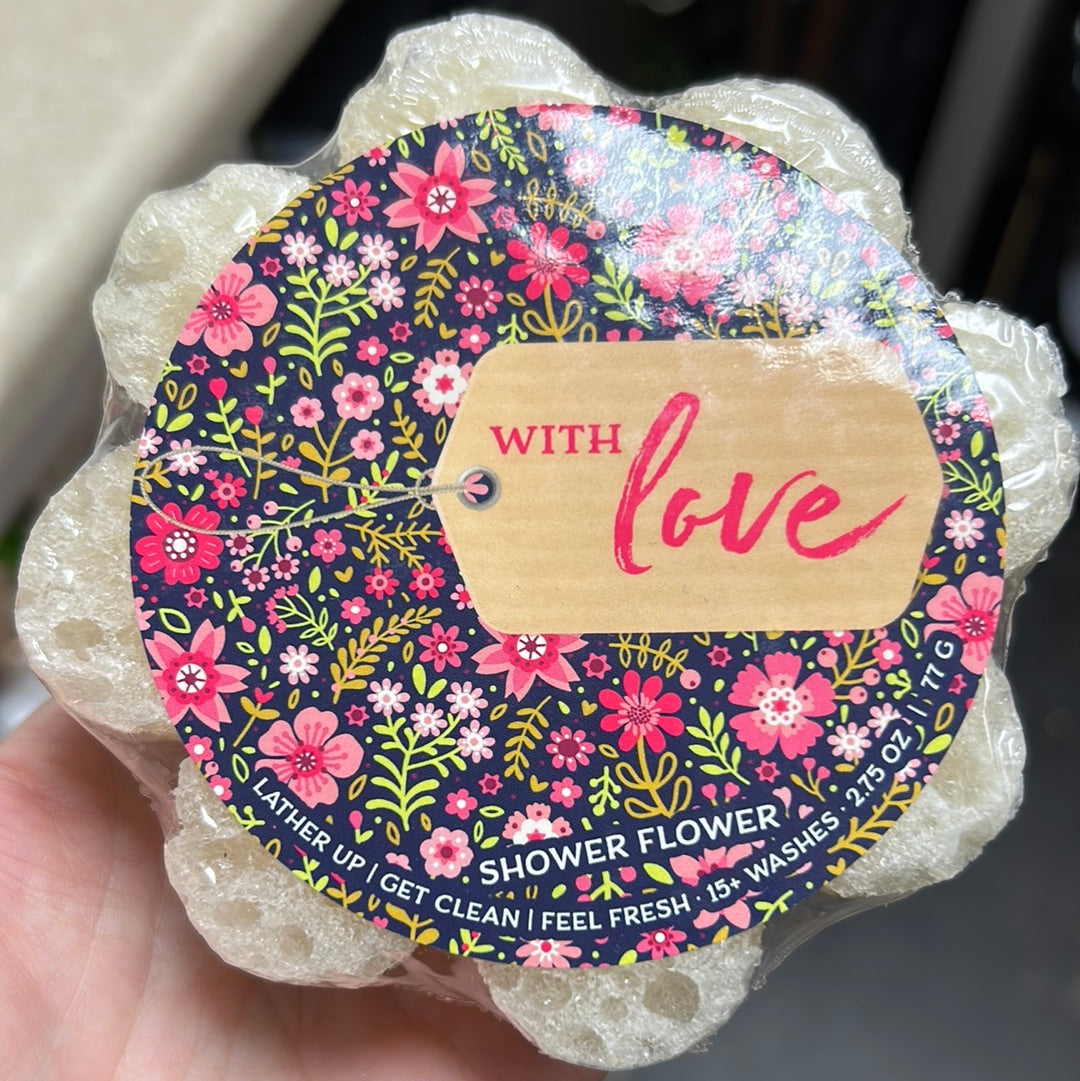 WITH
love
SHOWER FLOWER
LATHER UP | GET CLEAN | FEEL FRESH · 15+ WASHES · 2.75 OZ | 77 G